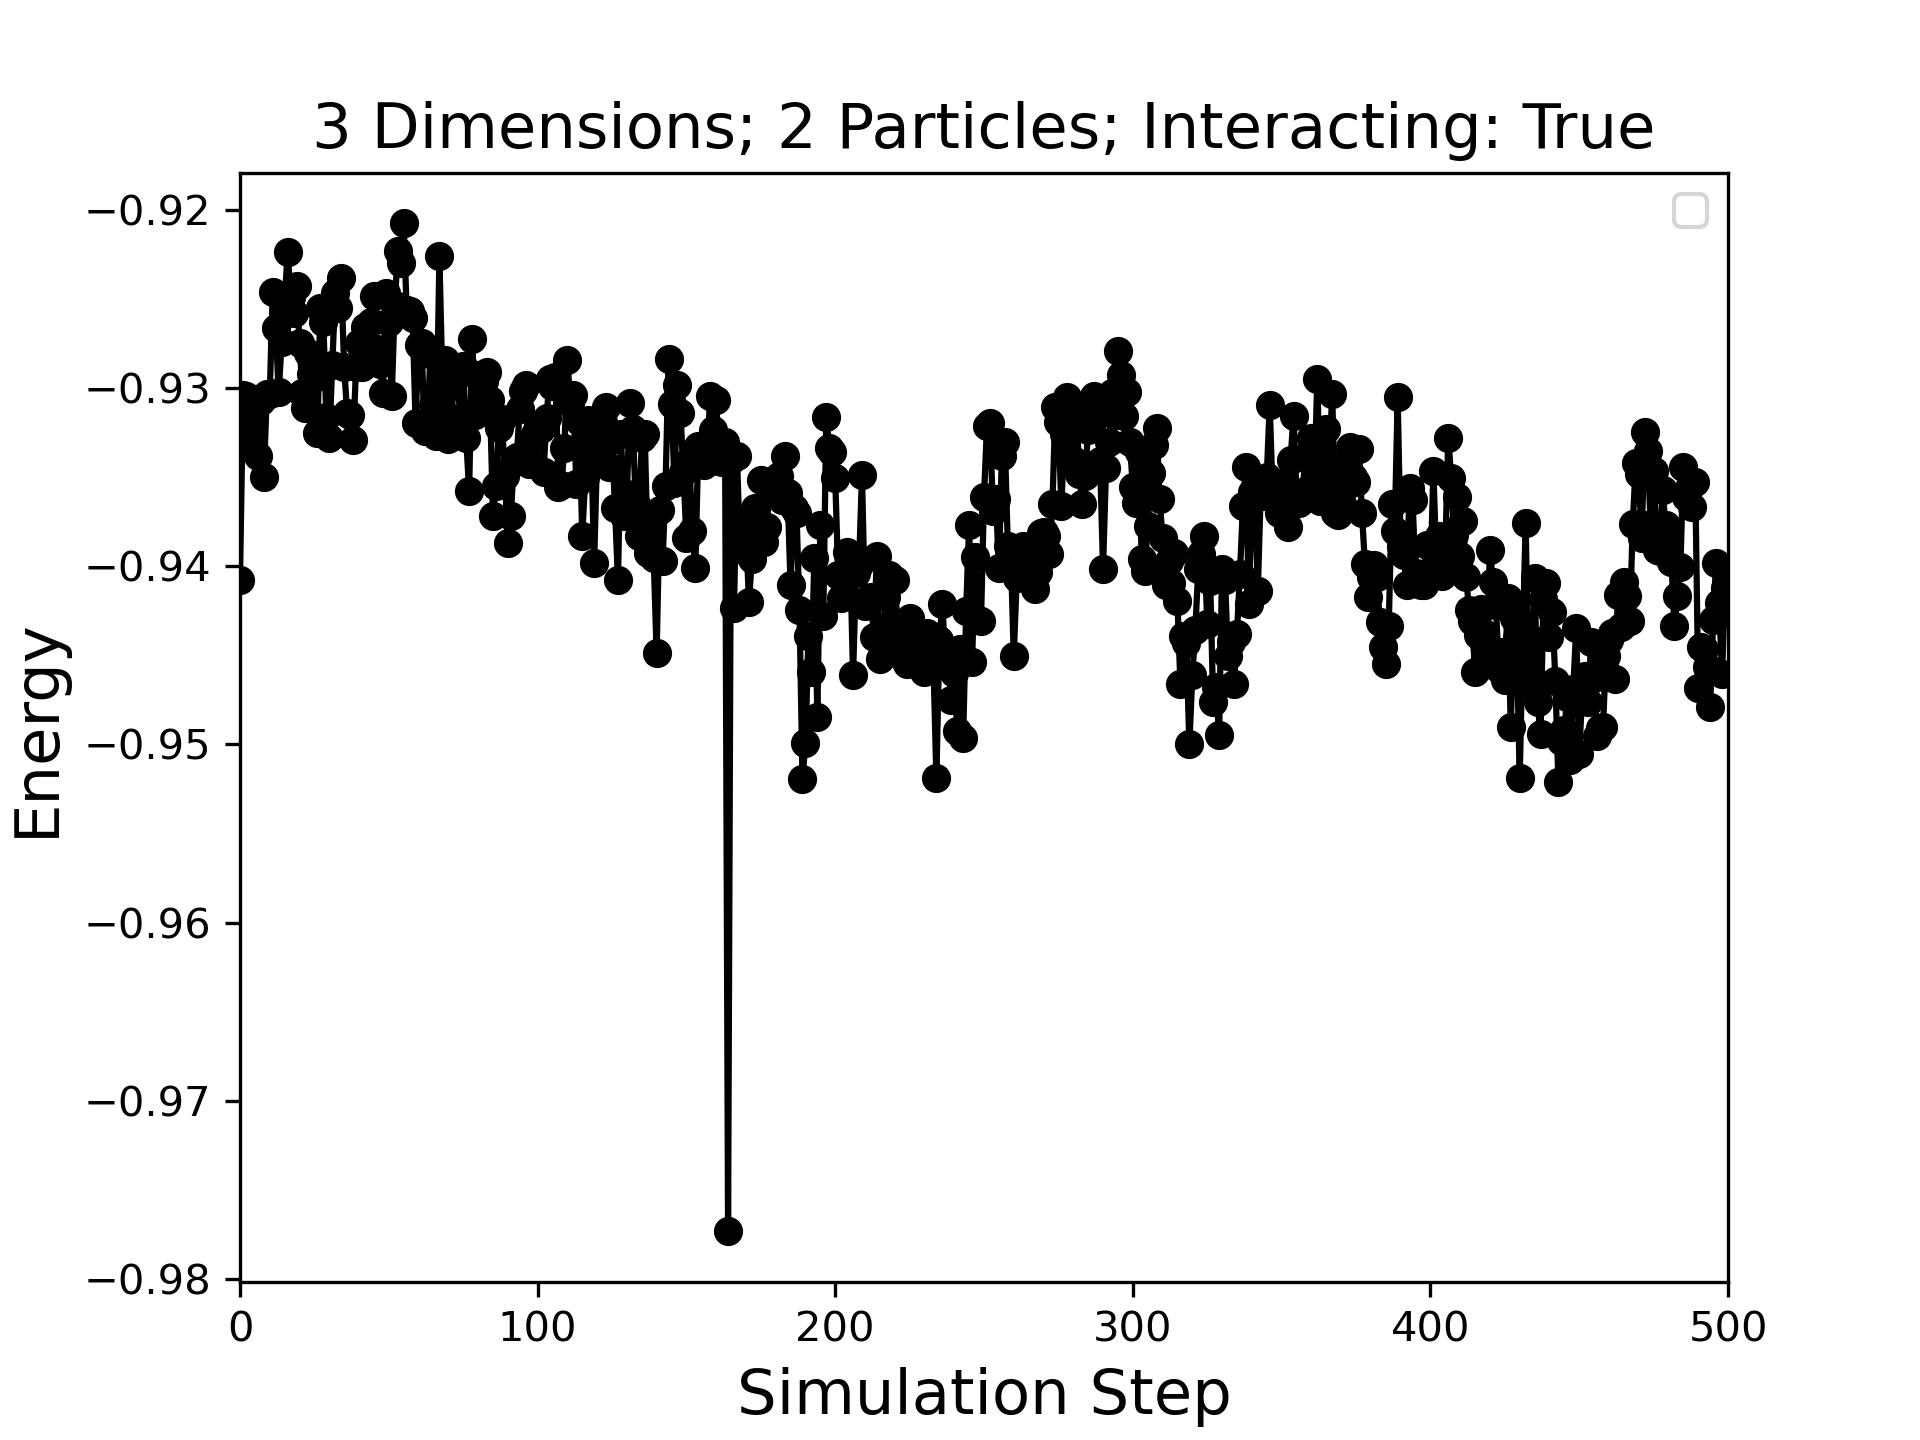 3 Dimensions; 2 Particles; Interacting: True
−0.92
−0.93
−0.94
−0.95
−0.96
−0.97
−0.98
Energy
0 100 200 300 400 500
Simulation Step